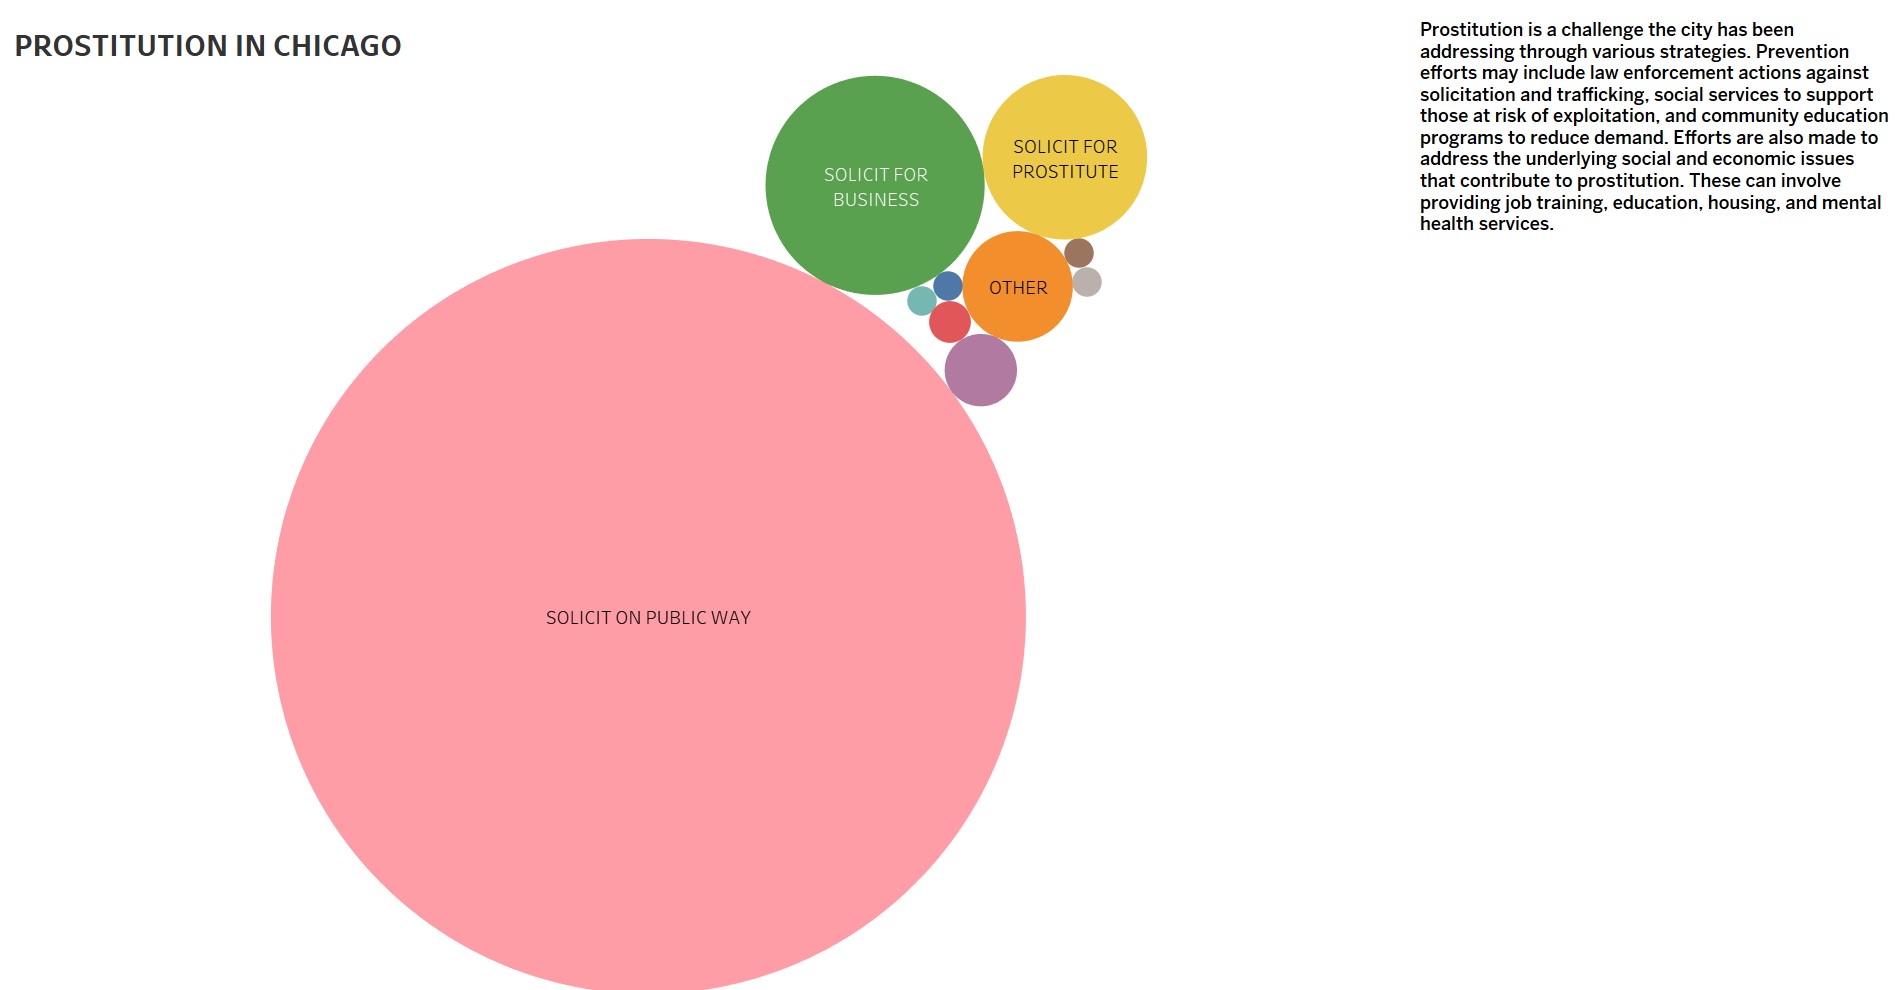 PROSTITUTION IN CHICAGO
Prostitution is a challenge the city has been
addressing through various strategies. Prevention
efforts may include law enforcement actions against
solicitation and trafficking, social services to support
those at risk of exploitation, and community education
programs to reduce demand. Efforts are also made to
address the underlying social and economic issues
that contribute to prostitution. These can involve
providing job training, education, housing, and mental
health services.
SOLICIT FOR
BUSINESS
SOLICIT FOR
PROSTITUTE
OTHER
SOLICIT ON PUBLIC WAY